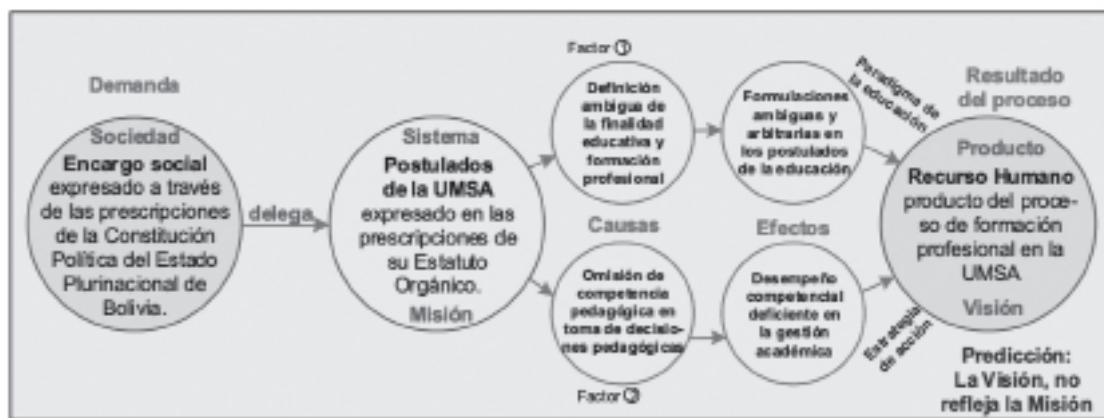 Demanda
Sociedad
Encargo social
expresado a través
de las prescripciones
de la Constitución
Política del Estado
Plurinacional de
Bolivia.
delega
Sistema
Postulados
de la UMSA
expresado en las
prescripciones de
su Estatuto
Orgánico.
Misión
Factor 1
Definición
ambigua de
la finalidad
educativa y
formación
profesional
Causas
Omisión de
competencia
pedagógica en
toma de decisio-
nes pedagógicas
Factor 2
Formulaciones
ambiguas y
arbitrarias en
los postulados
de la educación
Efectos
Desempeño
competencial
deficiente en
la gestión
académica
Paradigma de
la educación
Estrategia
de acción
Resultado
del proceso
Producto
Recurso Humano
producto del proce-
so de formación
profesional en la
UMSA
Visión
Predicción:
La Visión, no
refleja la Misión